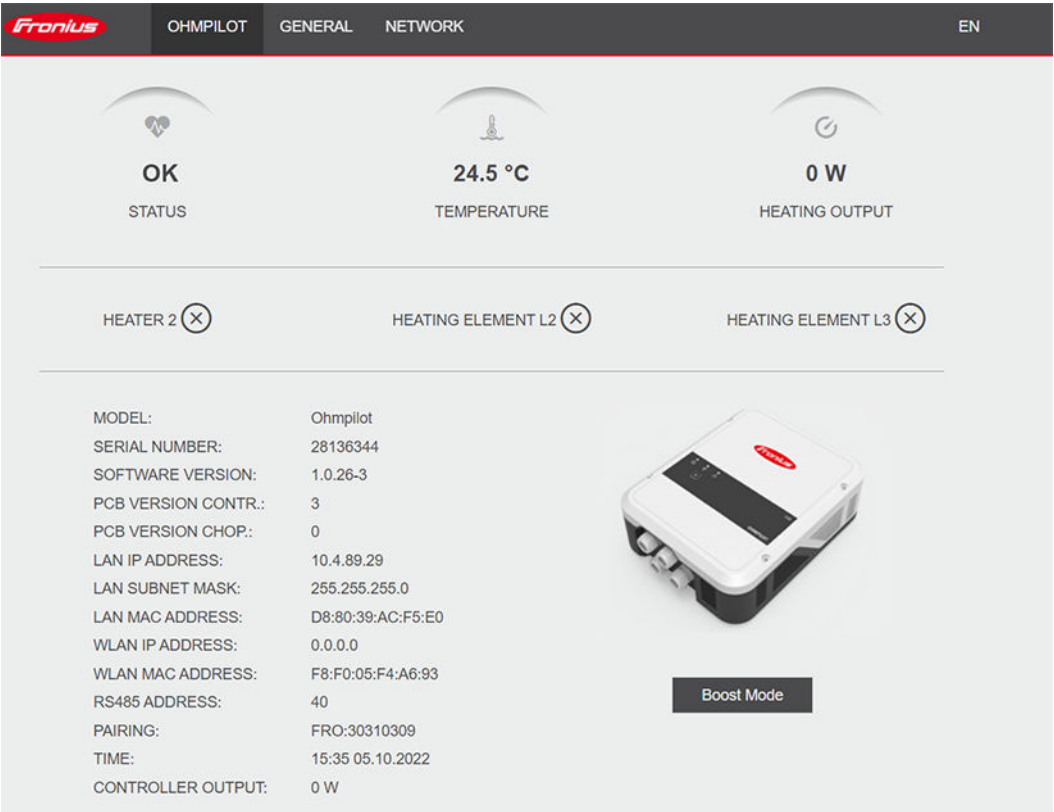 Fronius OHMPILOT GENERAL NETWORK EN
OK 24.5 °C 0 W
STATUS TEMPERATURE HEATING OUTPUT
HEATER 2 HEATING ELEMENT L2 HEATING ELEMENT L3
MODEL: Ohmpilot
SERIAL NUMBER: 28136344
SOFTWARE VERSION: 1.0.26-3
PCB VERSION CONTR.: 3
PCB VERSION CHOP.: 0
LAN IP ADDRESS: 10.4.89.29
LAN SUBNET MASK: 255.255.255.0
LAN MAC ADDRESS: D8:80:39:AC:F5:E0
WLAN IP ADDRESS: 0.0.0.0
WLAN MAC ADDRESS: F8:F0:05:F4:A6:93
RS485 ADDRESS: 40
PAIRING: FRO:30310309
TIME: 15:35 05.10.2022
CONTROLLER OUTPUT: 0 W
Fronius
Boost Mode